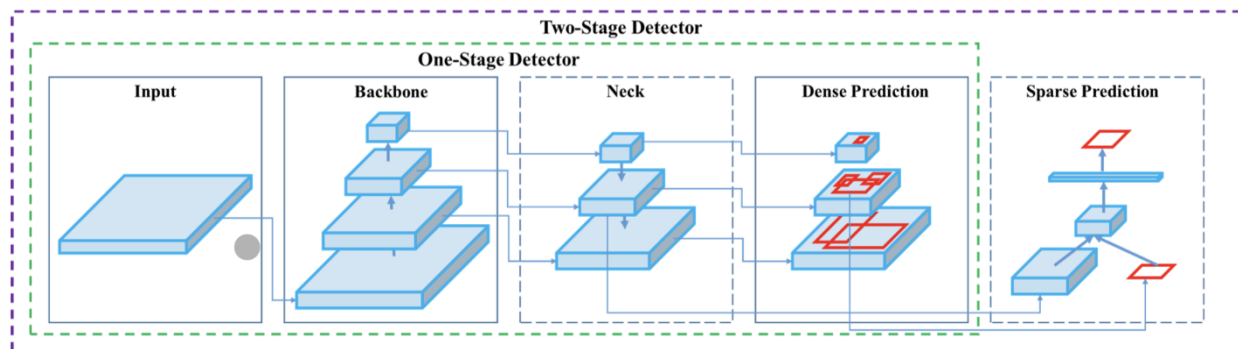 Two-Stage Detector
One-Stage Detector
Input
Backbone
Neck
Dense Prediction
Sparse Prediction